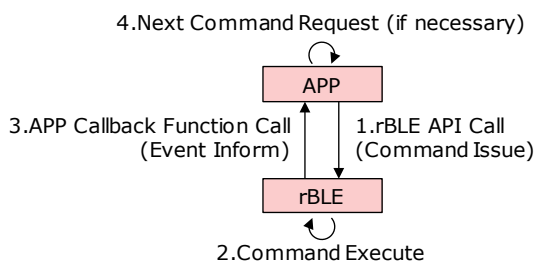 4.Next Command Request (if necessary)
APP
3.APP Callback Function Call
(Event Inform)
1.rBLE API Call
(Command Issue)
rBLE
2.Command Execute